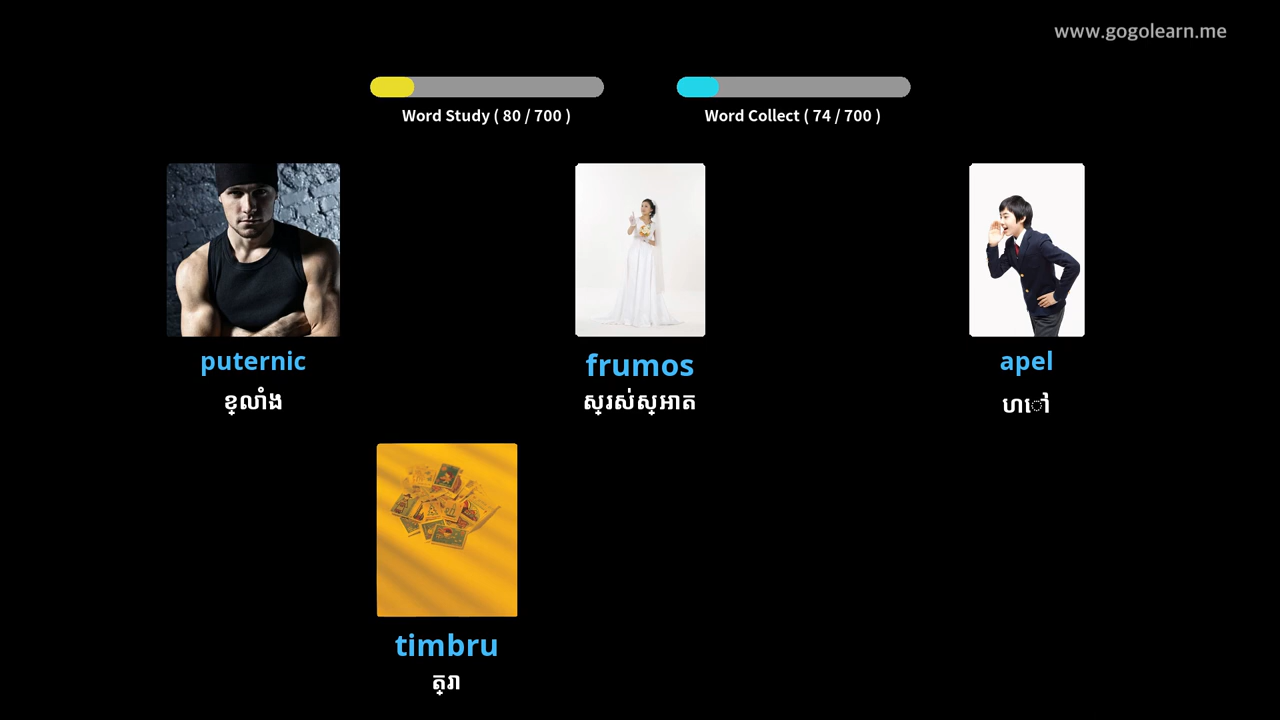 www.gogolearn.me
Word Study ( 80 / 700 )
Word Collect ( 74 / 700 )
puternic
frumos
apel
ខ្លាំង
ស្រស់ស្អាត
ហៅ
timbru
ត្រា